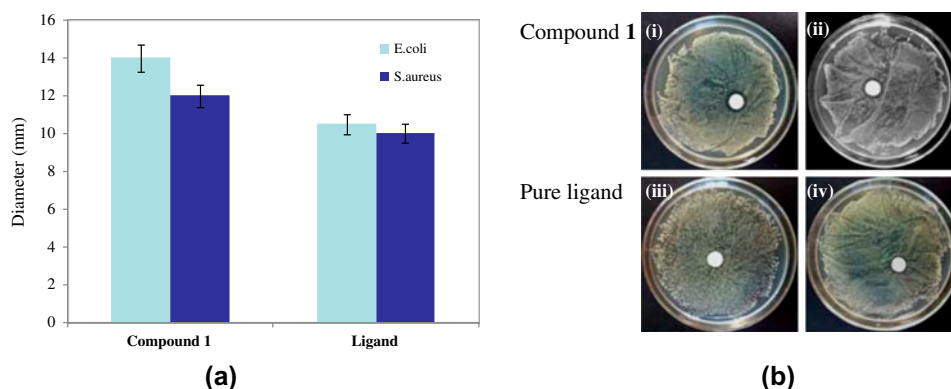 16
14
12
10
8
6
4
2
0
Diameter (mm)
E.coli
S.aureus
Compound 1
Ligand
(a)
Compound 1
(i)
(ii)
Pure ligand
(iii)
(iv)
(b)